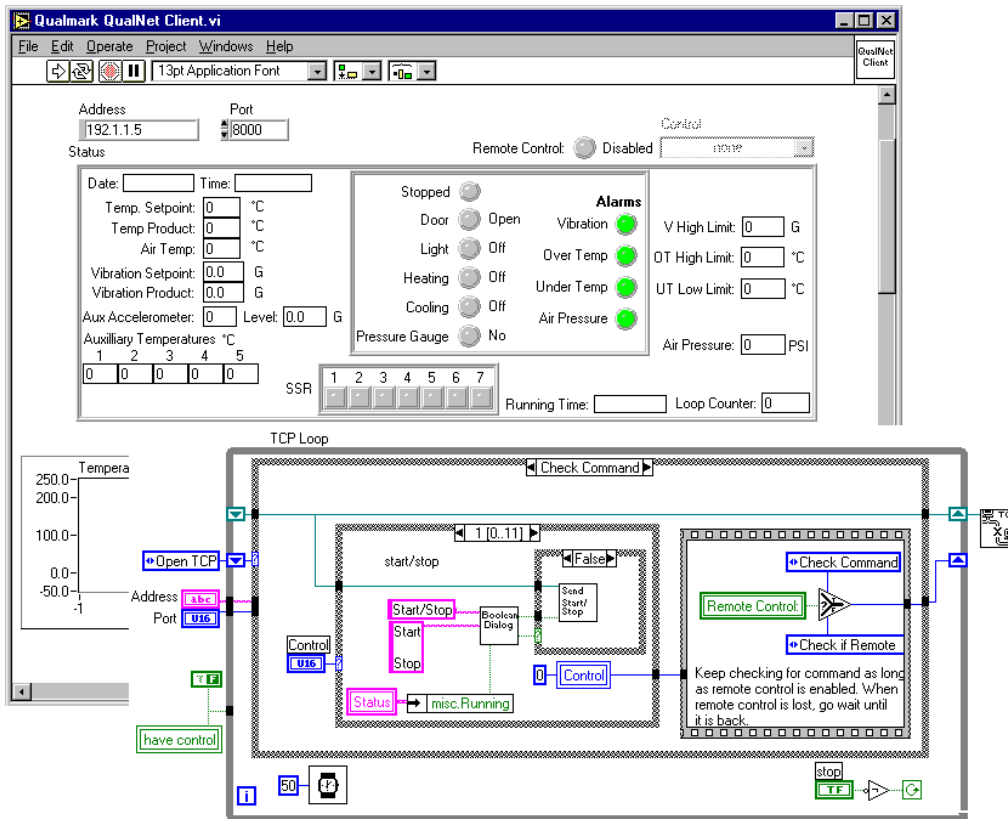 Qualmark QualNet Client.vi
File Edit Operate Project Windows Help
QualNet
Client
13pt Application Font
Address
Port
192.1.1.5
8000
Control
Remote Control: Disabled
none
Status
Date:
Time:
Temp. Setpoint: 0 °C
Temp Product: 0 °C
Air Temp: 0 °C
Vibration Setpoint: 0.0 G
Vibration Product: 0.0 G
Aux Accelerometer: 0 Level: 0.0 G
Auxilliary Temperatures °C
1 2 3 4 5
0 0 0 0 0
Stopped
Door Open
Light Off
Heating Off
Cooling Off
Pressure Gauge No
Alarms
Vibration
Over Temp
Under Temp
Air Pressure
V High Limit: 0 G
OT High Limit: 0 °C
UT Low Limit: 0 °C
Air Pressure: 0 PSI
SSR
1 2 3 4 5 6 7
Running Time:
Loop Counter: 0
Tempera
250.0-
200.0-
100.0-
0.0-
-50.0-
-1
TCP Loop
Check Command
Open TCP
Address
abc
Port
U16
TF
have control
1 [0..11]
start/stop
Start/Stop
Start
Stop
Boolean
Dialog
False
Send
Start/
Stop
Control
U16
0
Control
Status
misc.Running
Check Command
Remote Control:
Check if Remote
Keep checking for command as long
as remote control is enabled. When
remote control is lost, go wait until
it is back.
i
50
stop
TF